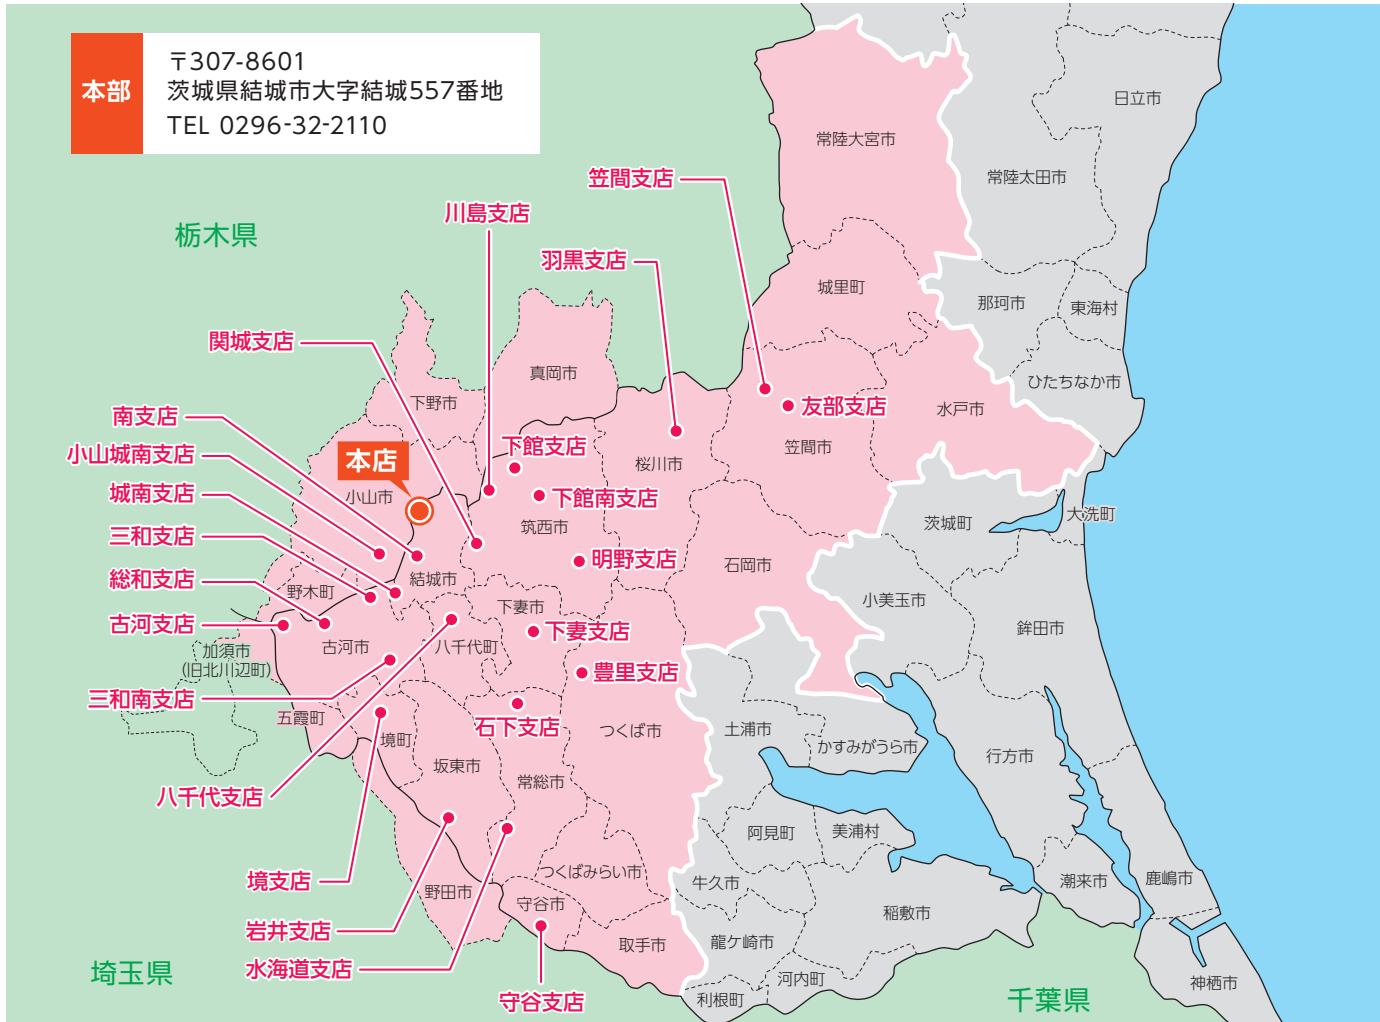 本部
〒307-8601
茨城県結城市大字結城557番地
TEL 0296-32-2110
栃木県
日立市
常陸大宮市
常陸太田市
笠間支店
川島支店
羽黒支店
城里町
那珂市
東海村
関城支店
真岡市
ひたちなか市
下野市
友部支店
水戸市
南支店
下館支店
笠間市
小山城南支店
本店
桜川市
城南支店
小山市
下館南支店
大洗町
茨城町
三和支店
筑西市
明野支店
石岡市
総和支店
結城市
野木町
下妻市
小美玉市
古河支店
下妻支店
鉾田市
加須市
(旧北川辺町)
古河市
八千代町
豊里支店
三和南支店
五霞町
石下支店
つくば市
土浦市
かすみがうら市
境町
行方市
坂東市
常総市
八千代支店
阿見町
美浦村
つくばみらい市
境支店
野田市
牛久市
潮来市
鹿嶋市
守谷市
稲敷市
岩井支店
取手市
龍ケ崎市
埼玉県
水海道支店
河内町
神栖市
守谷支店
利根町
千葉県